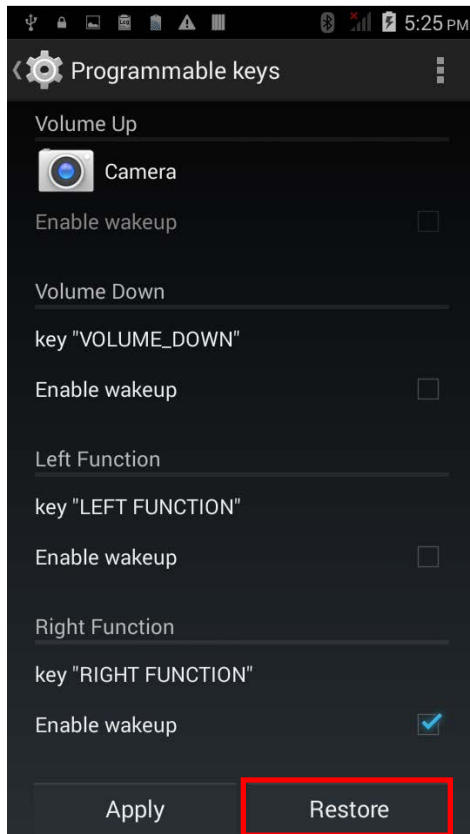 5:25 PM
Programmable keys
Volume Up
Camera
Enable wakeup
Volume Down
key "VOLUME_DOWN"
Enable wakeup
Left Function
key "LEFT FUNCTION"
Enable wakeup
Right Function
key "RIGHT FUNCTION"
Enable wakeup
Apply Restore